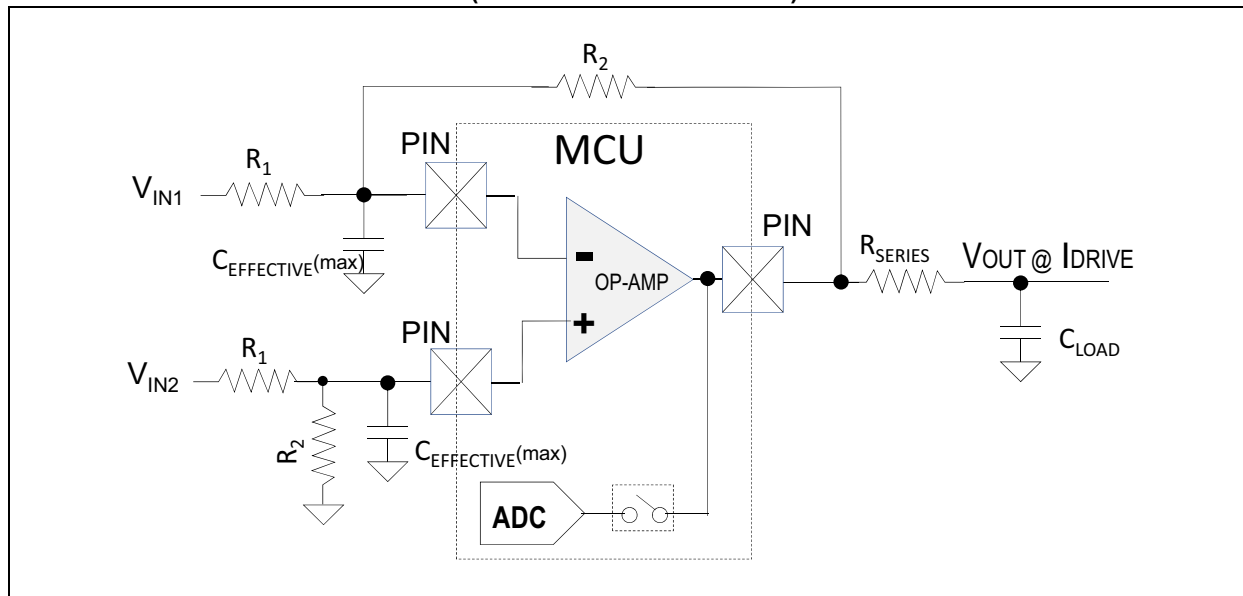 R2
PIN
MCU
R1
VIN1
PIN
CEFFECTIVE(max)
-
OP-AMP
RSERIES
VOUT @ IDRIVE
+
PIN
R1
CLOAD
VIN2
R2
CEFFECTIVE(max)
ADC